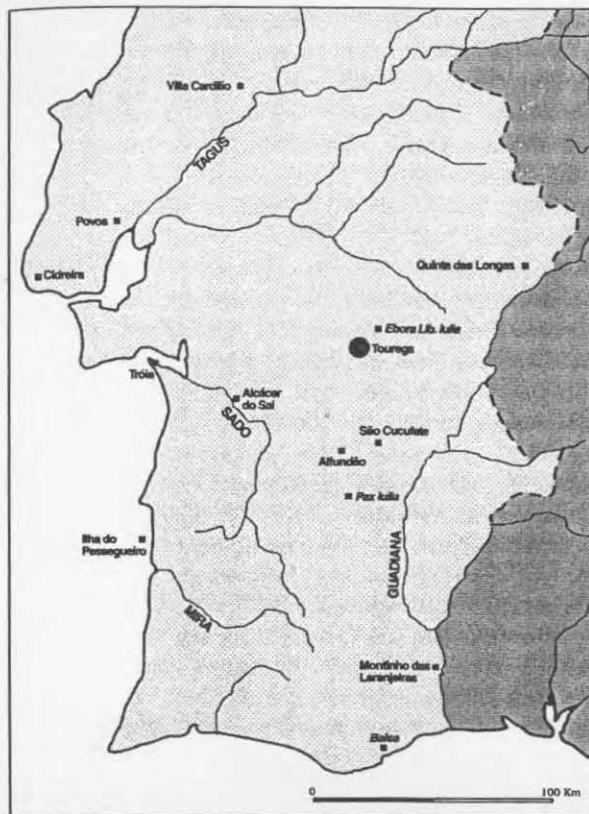 Villa Cardílio
TAGUS
Povos
Cidreira
Quinta das Longas
Ebora Lib. Iulia
Tourega
Tróia
Alcácer
do Sal
SADO
São Cucufate
Alfundão
Pax Iulia
Ilha do
Pessegueiro
GUADIANA
MIRA
Montinho das
Laranjeiras
Balsa
0
100 Km